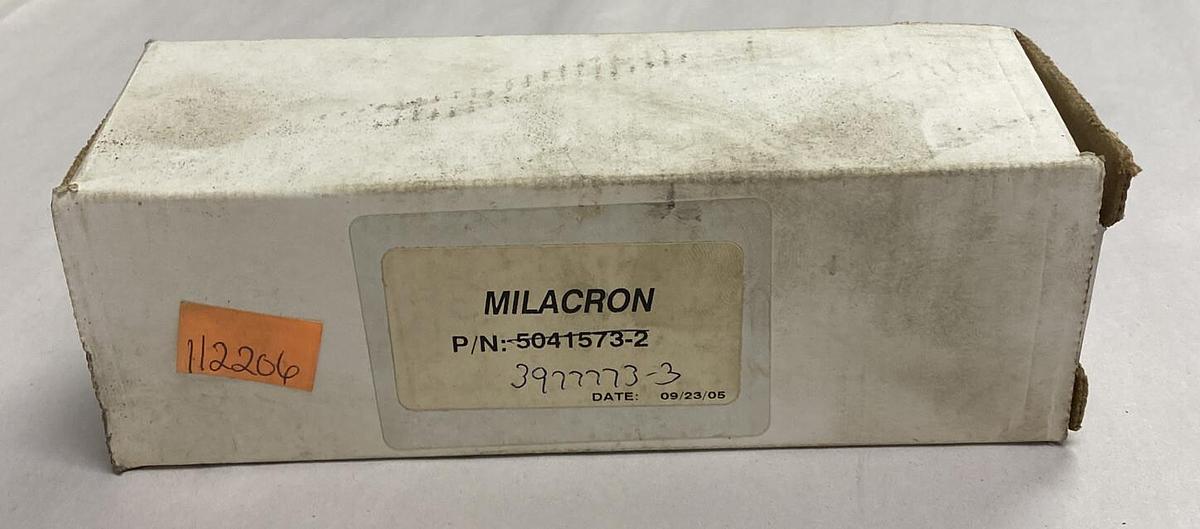 MILACRON
P/N: 5041573-2
3977773-3
DATE: 09/23/05
112206